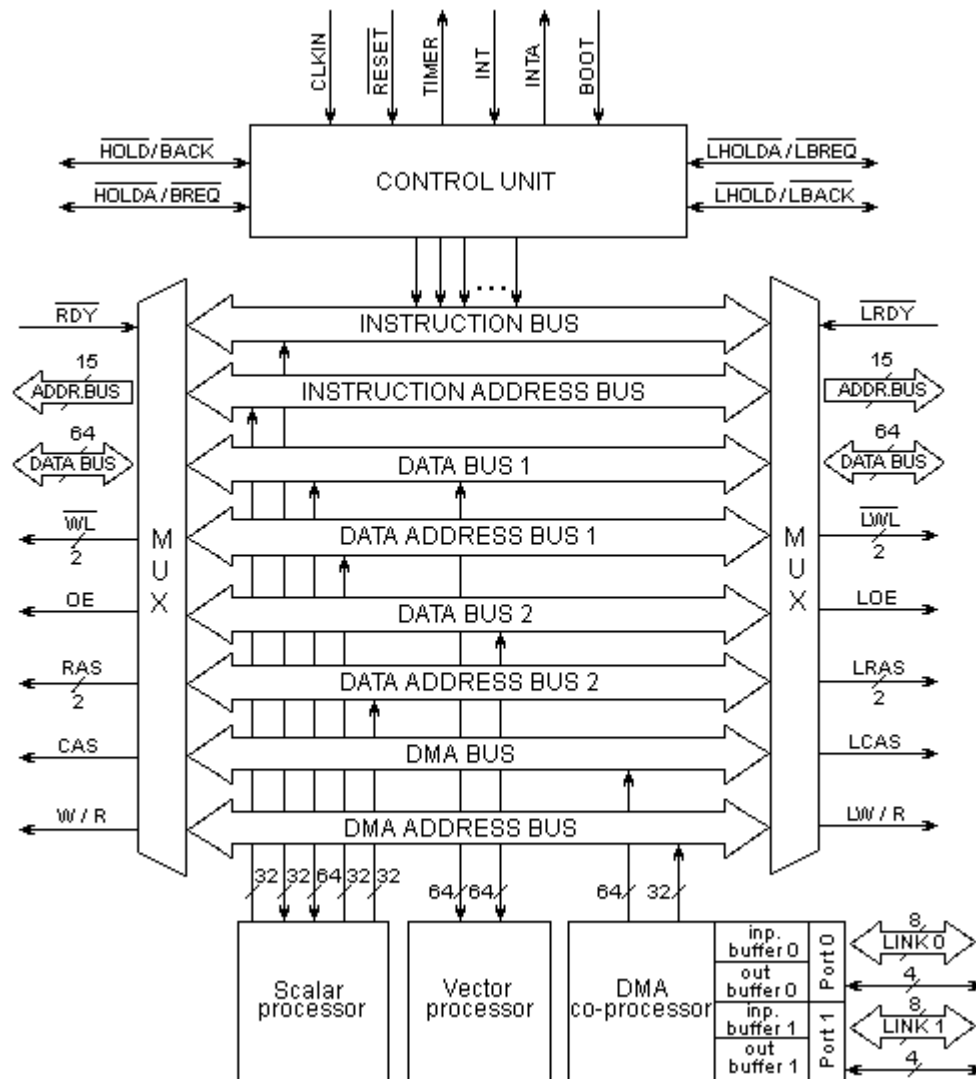 CLKIN
RESET
TIMER
INT
INTA
BOOT
HOLD/BACK
HOLDA/BREQ
CONTROL UNIT
LHOLDA/LBREQ
LHOLD/LBACK
...
RDY
INSTRUCTION BUS
LRDY
15
ADDR.BUS
INSTRUCTION ADDRESS BUS
15
ADDR.BUS
64
DATA BUS
DATA BUS 1
64
DATA BUS
WL
2
MUX
DATA ADDRESS BUS 1
MUX
LWL
2
OE
DATA BUS 2
LOE
RAS
2
DATA ADDRESS BUS 2
LRAS
2
CAS
DMA BUS
LCAS
W / R
DMA ADDRESS BUS
LW / R
32
32
64
32
32
64
64
64
32
Scalar
processor
Vector
processor
DMA
co-processor
inp.
buffer 0
out
buffer 0
Port 0
8
LINK 0
4
inp.
buffer 1
out
buffer 1
Port 1
8
LINK 1
4